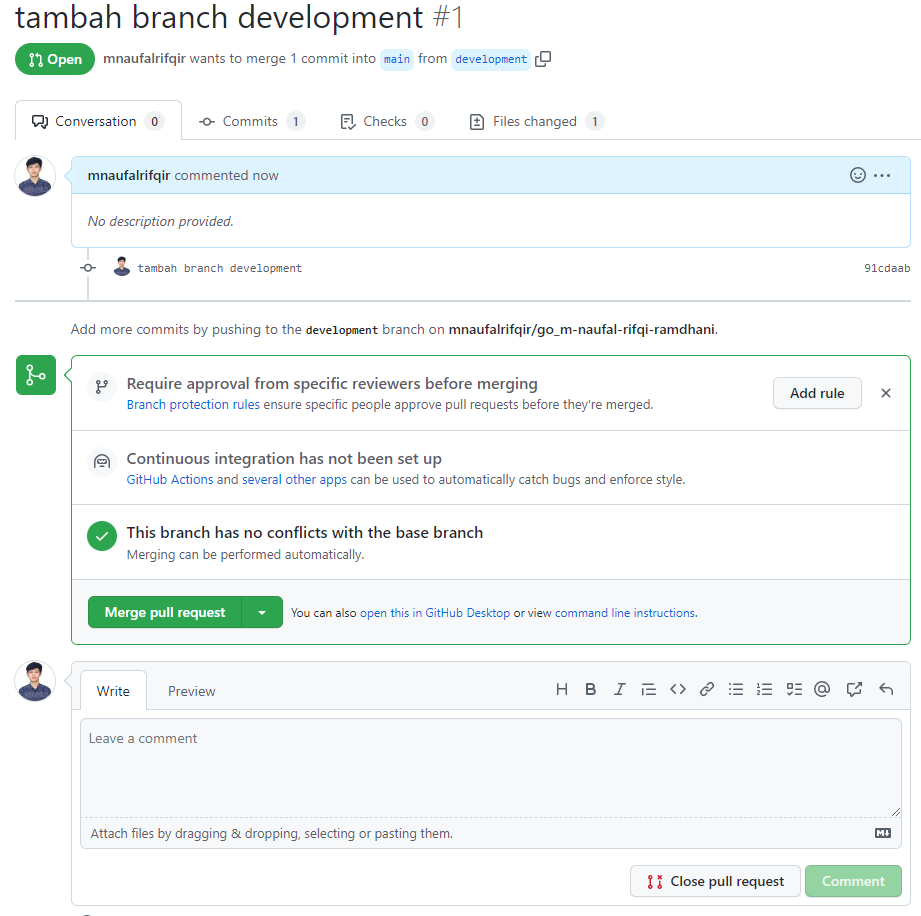 tambah branch development #1
Open mnaufalrifqir wants to merge 1 commit into main from development
Conversation 0 Commits 1 Checks 0 Files changed 1
mnaufalrifqir commented now
No description provided.
tambah branch development 91cdaab
Add more commits by pushing to the development branch on mnaufalrifqir/go_m-naufal-rifqi-ramdhani.
Require approval from specific reviewers before merging
Branch protection rules ensure specific people approve pull requests before they're merged.
Add rule
Continuous integration has not been set up
GitHub Actions and several other apps can be used to automatically catch bugs and enforce style.
This branch has no conflicts with the base branch
Merging can be performed automatically.
Merge pull request You can also open this in GitHub Desktop or view command line instructions.
Write Preview
Leave a comment
Attach files by dragging & dropping, selecting or pasting them.
Close pull request Comment